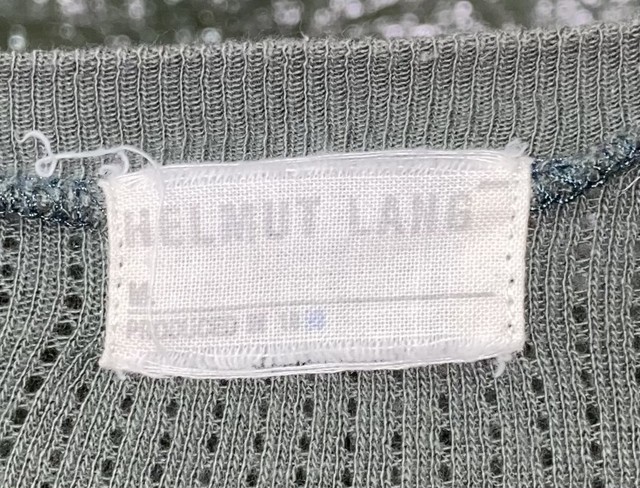 HELMUT LANG
M.
PRODUCED IN